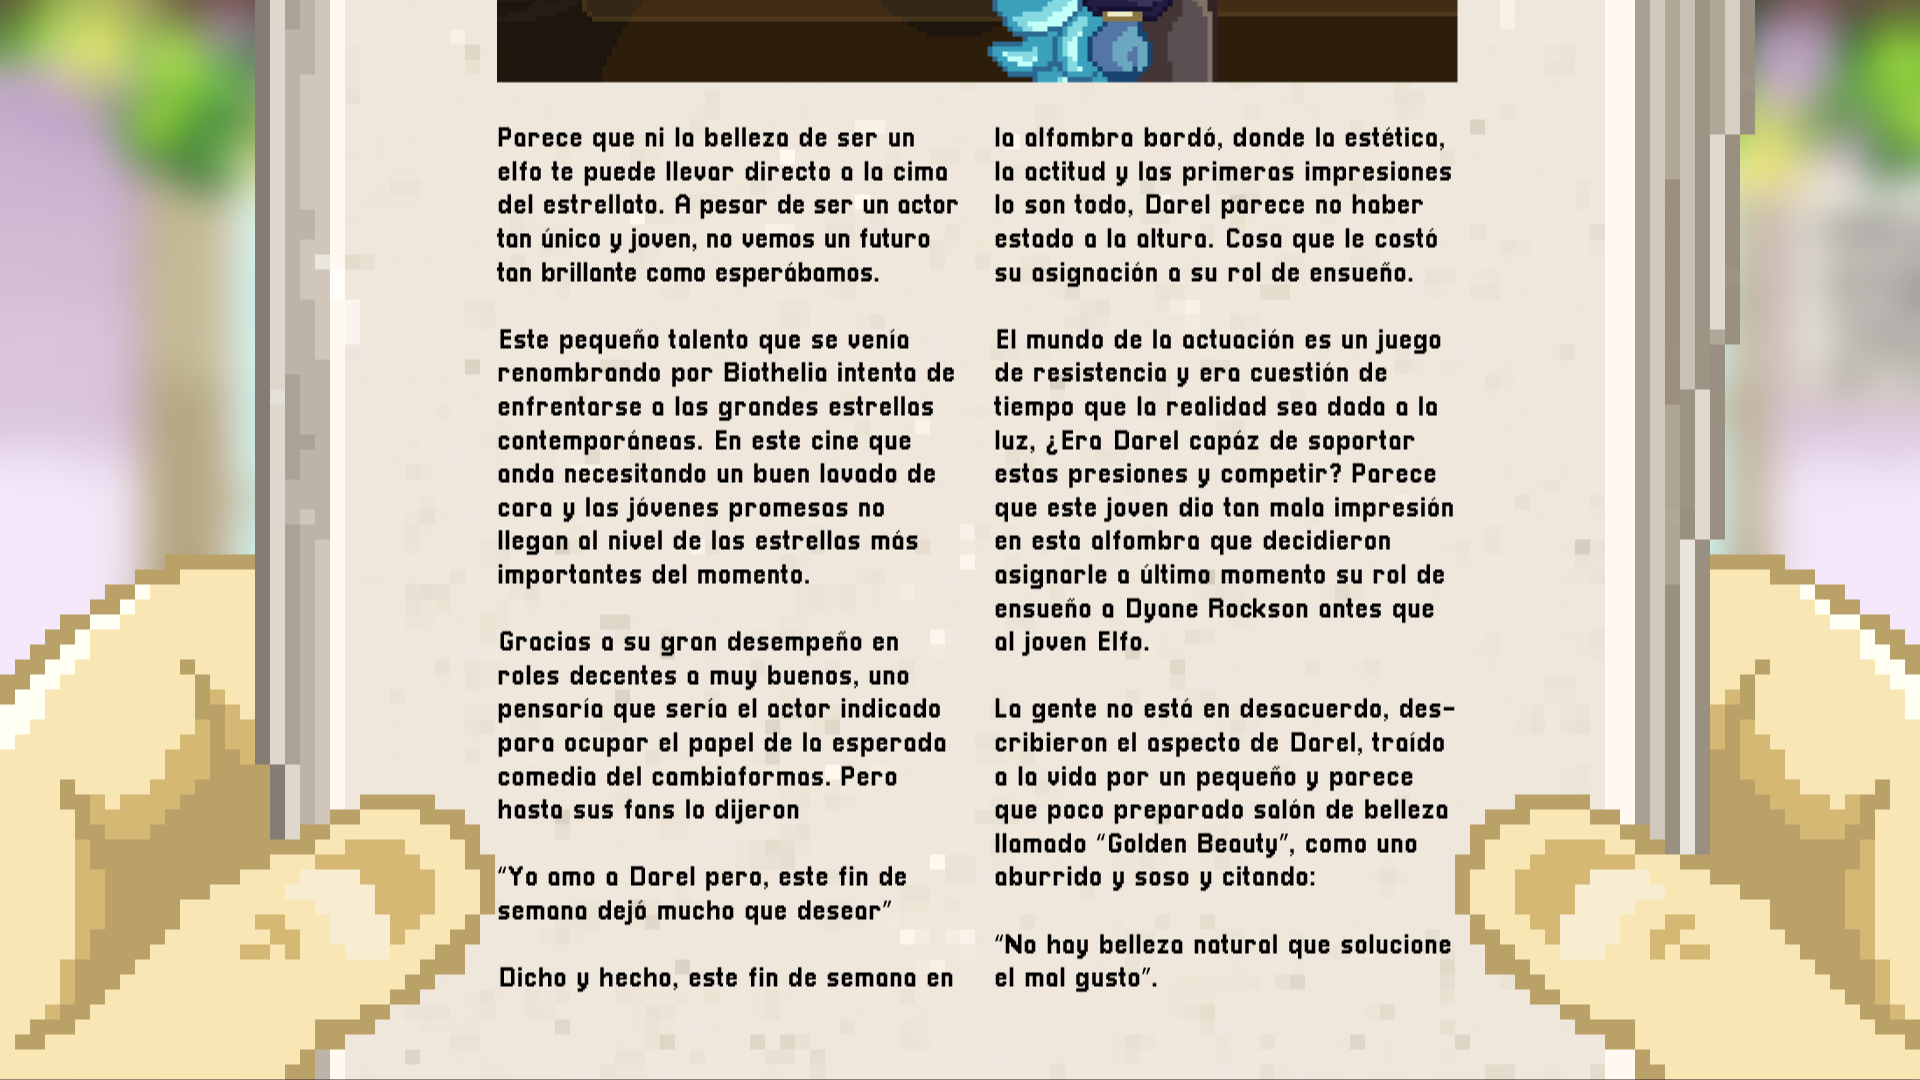 Parece que ni la belleza de ser un
elfo te puede llevar directo a la cima
del estrellato. A pesar de ser un actor
tan único y joven, no vemos un futuro
tan brillante como esperábamos.
Este pequeño talento que se venía
renombrando por Biothelia intenta de
enfrentarse a las grandes estrellas
contemporáneas. En este cine que
anda necesitando un buen lavado de
cara y las jóvenes promesas no
llegan al nivel de las estrellas más
importantes del momento.
Gracias a su gran desempeño en
roles decentes a muy buenos, uno
pensaría que sería el actor indicado
para ocupar el papel de la esperada
comedia del cambiaformas. Pero
hasta sus fans lo dijeron
“Yo amo a Darel pero, este fin de
semana dejó mucho que desear”
Dicho y hecho, este fin de semana en
la alfombra bordó, donde la estética,
la actitud y las primeras impresiones
lo son todo, Darel parece no haber
estado a la altura. Cosa que le costó
su asignación a su rol de ensueño.
El mundo de la actuación es un juego
de resistencia y era cuestión de
tiempo que la realidad sea dada a la
luz, ¿Era Darel capáz de soportar
estas presiones y competir? Parece
que este joven dio tan mala impresión
en esta alfombra que decidieron
asignarle a último momento su rol de
ensueño a Dyane Rockson antes que
al joven Elfo.
La gente no está en desacuerdo, des-
cribieron el aspecto de Darel, traído
a la vida por un pequeño y parece
que poco preparado salón de belleza
llamado “Golden Beauty”, como uno
aburrido y soso y citando:
“No hay belleza natural que solucione
el mal gusto”.